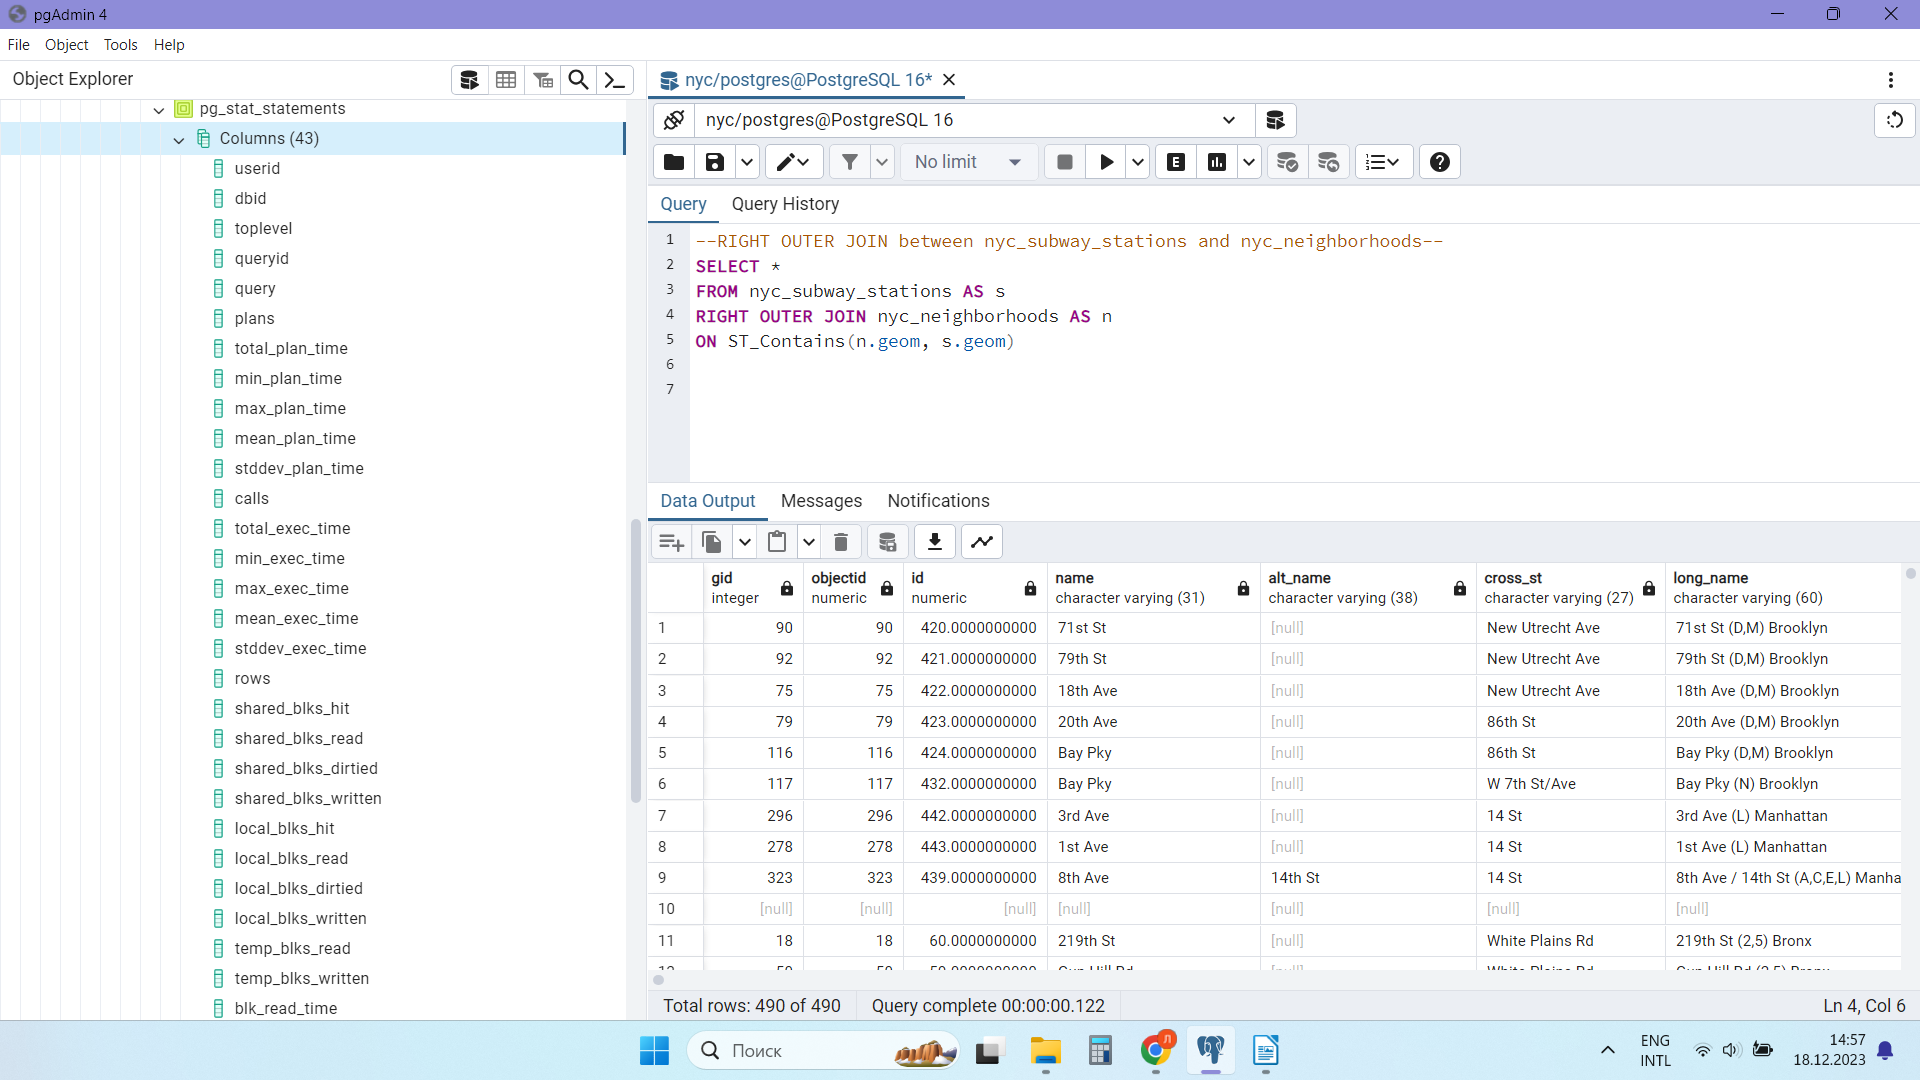 pgAdmin 4
File Object Tools Help
Object Explorer
pg_stat_statements
Columns (43)
userid
dbid
toplevel
queryid
query
plans
total_plan_time
min_plan_time
max_plan_time
mean_plan_time
stddev_plan_time
calls
total_exec_time
min_exec_time
max_exec_time
mean_exec_time
stddev_exec_time
rows
shared_blks_hit
shared_blks_read
shared_blks_dirtied
shared_blks_written
local_blks_hit
local_blks_read
local_blks_dirtied
local_blks_written
temp_blks_read
temp_blks_written
blk_read_time
nyc/postgres@PostgreSQL 16*
nyc/postgres@PostgreSQL 16
No limit
E
Query Query History
1 --RIGHT OUTER JOIN between nyc_subway_stations and nyc_neighborhoods--
2 SELECT *
3 FROM nyc_subway_stations AS s
4 RIGHT OUTER JOIN nyc_neighborhoods AS n
5 ON ST_Contains(n.geom, s.geom)
6
7
Data Output Messages Notifications
gid objectid id name alt_name cross_st long_name
integer numeric numeric character varying (31) character varying (38) character varying (27) character varying (60)
1 90 90 420.0000000000 71st St [null] New Utrecht Ave 71st St (D,M) Brooklyn
2 92 92 421.0000000000 79th St [null] New Utrecht Ave 79th St (D,M) Brooklyn
3 75 75 422.0000000000 18th Ave [null] New Utrecht Ave 18th Ave (D,M) Brooklyn
4 79 79 423.0000000000 20th Ave [null] 86th St 20th Ave (D,M) Brooklyn
5 116 116 424.0000000000 Bay Pky [null] 86th St Bay Pky (D,M) Brooklyn
6 117 117 432.0000000000 Bay Pky [null] W 7th St/Ave Bay Pky (N) Brooklyn
7 296 296 442.0000000000 3rd Ave [null] 14 St 3rd Ave (L) Manhattan
8 278 278 443.0000000000 1st Ave [null] 14 St 1st Ave (L) Manhattan
9 323 323 439.0000000000 8th Ave 14th St 14 St 8th Ave / 14th St (A,C,E,L) Manha
10 [null] [null] [null] [null] [null] [null] [null]
11 18 18 60.0000000000 219th St [null] White Plains Rd 219th St (2,5) Bronx
Total rows: 490 of 490 Query complete 00:00:00.122 Ln 4, Col 6
Поиск
Л
ENG
INTL
14:57
18.12.2023